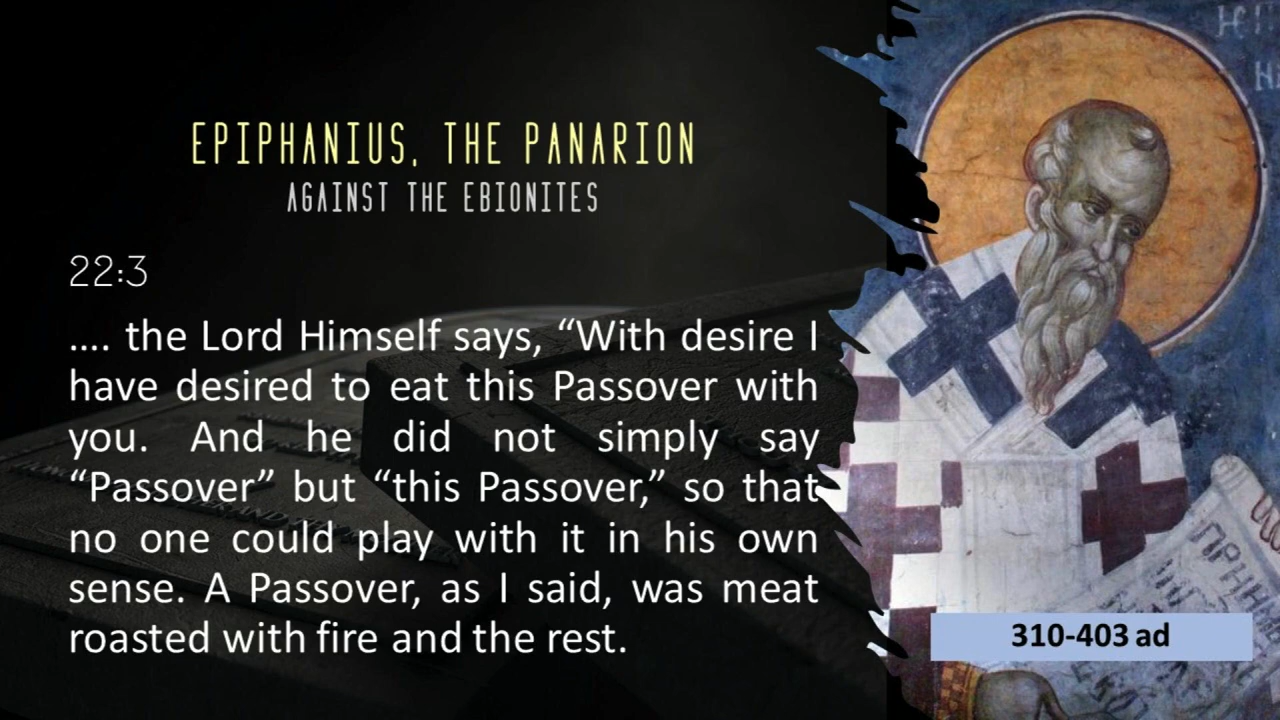 EPIPHANIUS, THE PANARION
AGAINST THE EBIONITES
22:3
.... the Lord Himself says, “With desire I
have desired to eat this Passover with
you. And he did not simply say
“Passover” but “this Passover,” so that
no one could play with it in his own
sense. A Passover, as I said, was meat
roasted with fire and the rest.
310-403 ad